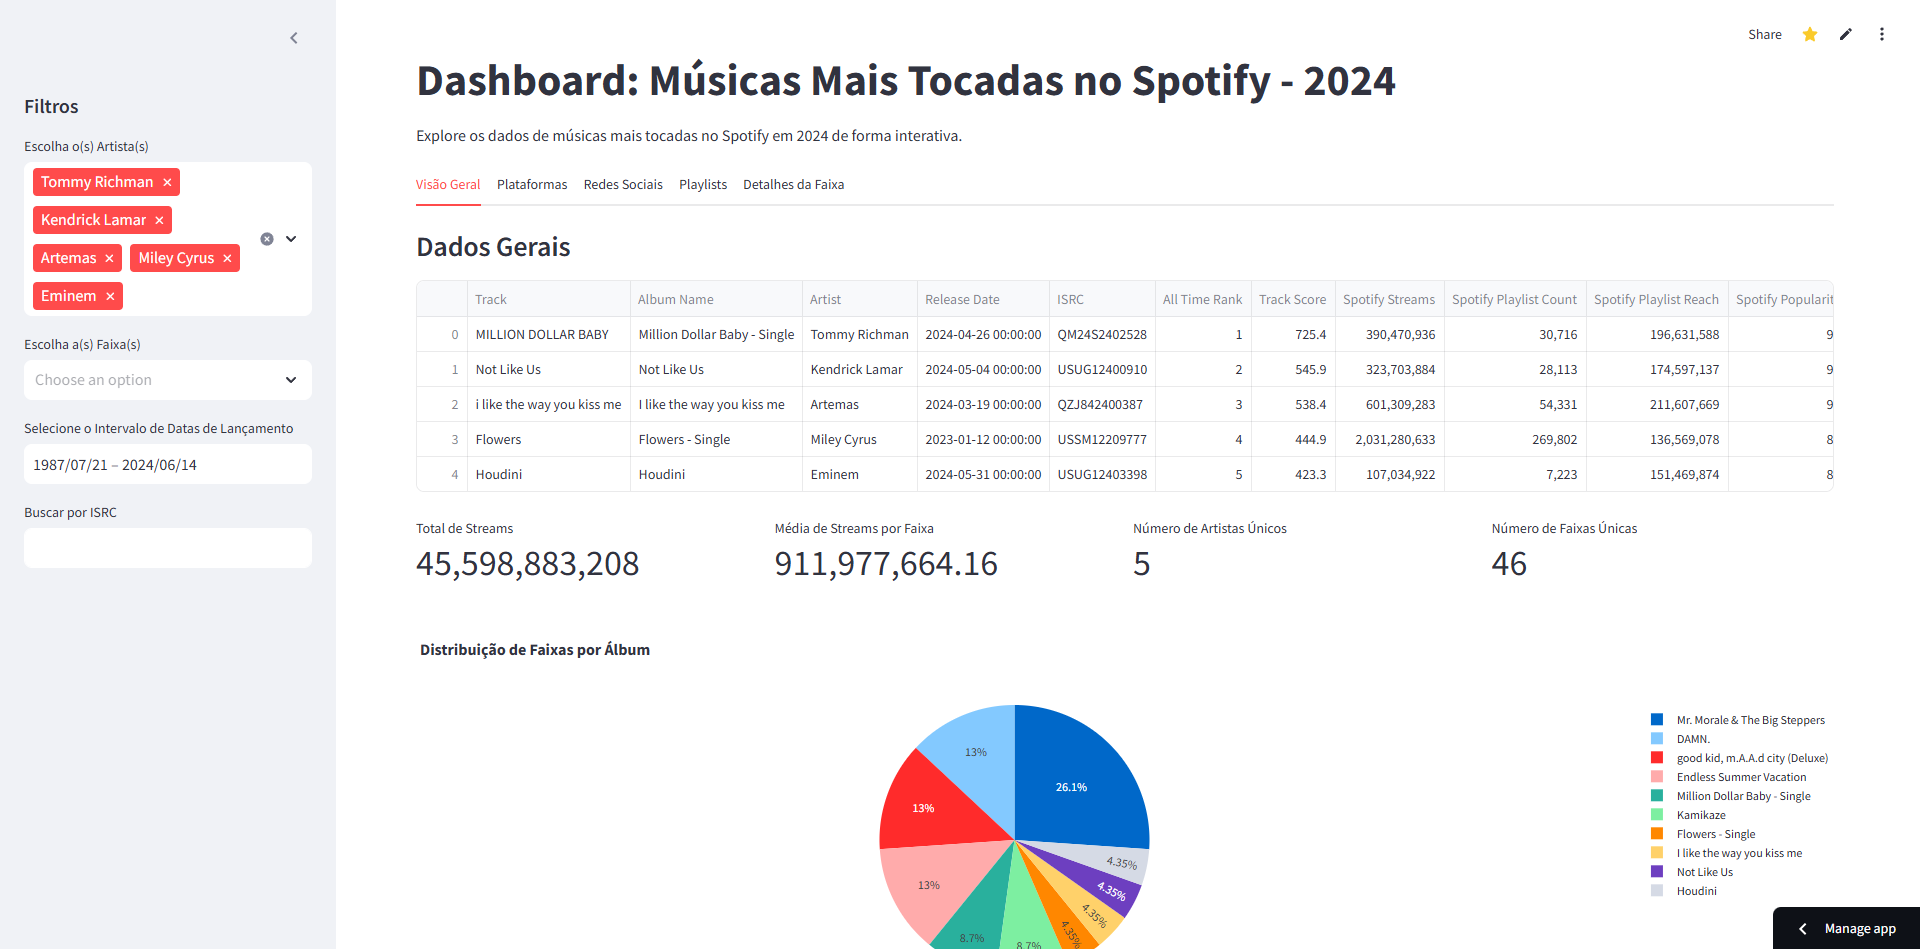 Share
Dashboard: Músicas Mais Tocadas no Spotify - 2024
Explore os dados de músicas mais tocadas no Spotify em 2024 de forma interativa.
Filtros
Escolha o(s) Artista(s)
Tommy Richman
Kendrick Lamar
Artemas Miley Cyrus
Eminem
Escolha a(s) Faixa(s)
Choose an option
Selecione o Intervalo de Datas de Lançamento
1987/07/21 – 2024/06/14
Buscar por ISRC
Visão Geral Plataformas Redes Sociais Playlists Detalhes da Faixa
Dados Gerais
Track Album Name Artist Release Date ISRC All Time Rank Track Score Spotify Streams Spotify Playlist Count Spotify Playlist Reach Spotify Popularit
0 MILLION DOLLAR BABY Million Dollar Baby - Single Tommy Richman 2024-04-26 00:00:00 QM24S2402528 1 725.4 390,470,936 30,716 196,631,588 9
1 Not Like Us Not Like Us Kendrick Lamar 2024-05-04 00:00:00 USUG12400910 2 545.9 323,703,884 28,113 174,597,137 9
2 i like the way you kiss me I like the way you kiss me Artemas 2024-03-19 00:00:00 QZJ842400387 3 538.4 601,309,283 54,331 211,607,669 9
3 Flowers Flowers - Single Miley Cyrus 2023-01-12 00:00:00 USSM12209777 4 444.9 2,031,280,633 269,802 136,569,078 8
4 Houdini Houdini Eminem 2024-05-31 00:00:00 USUG12403398 5 423.3 107,034,922 7,223 151,469,874 8
Total de Streams Média de Streams por Faixa Número de Artistas Únicos Número de Faixas Únicas
45,598,883,208 911,977,664.16 5 46
Distribuição de Faixas por Álbum
13%
26.1%
13%
13%
8.7%
8.7%
4.35%
4.35%
4.35%
4.35%
Mr. Morale & The Big Steppers
DAMN.
good kid, m.A.A.d city (Deluxe)
Endless Summer Vacation
Million Dollar Baby - Single
Kamikaze
Flowers - Single
I like the way you kiss me
Not Like Us
Houdini
Manage app